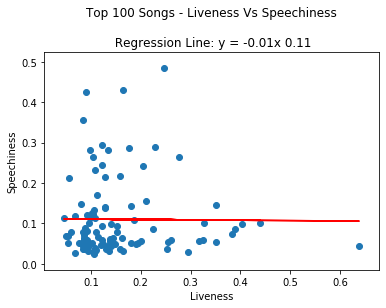 Top 100 Songs - Liveness Vs Speechiness
Regression Line: y = -0.01x 0.11
0.5
0.4
0.3
0.2
0.1
0.0
Speechiness
0.1 0.2 0.3 0.4 0.5 0.6
Liveness